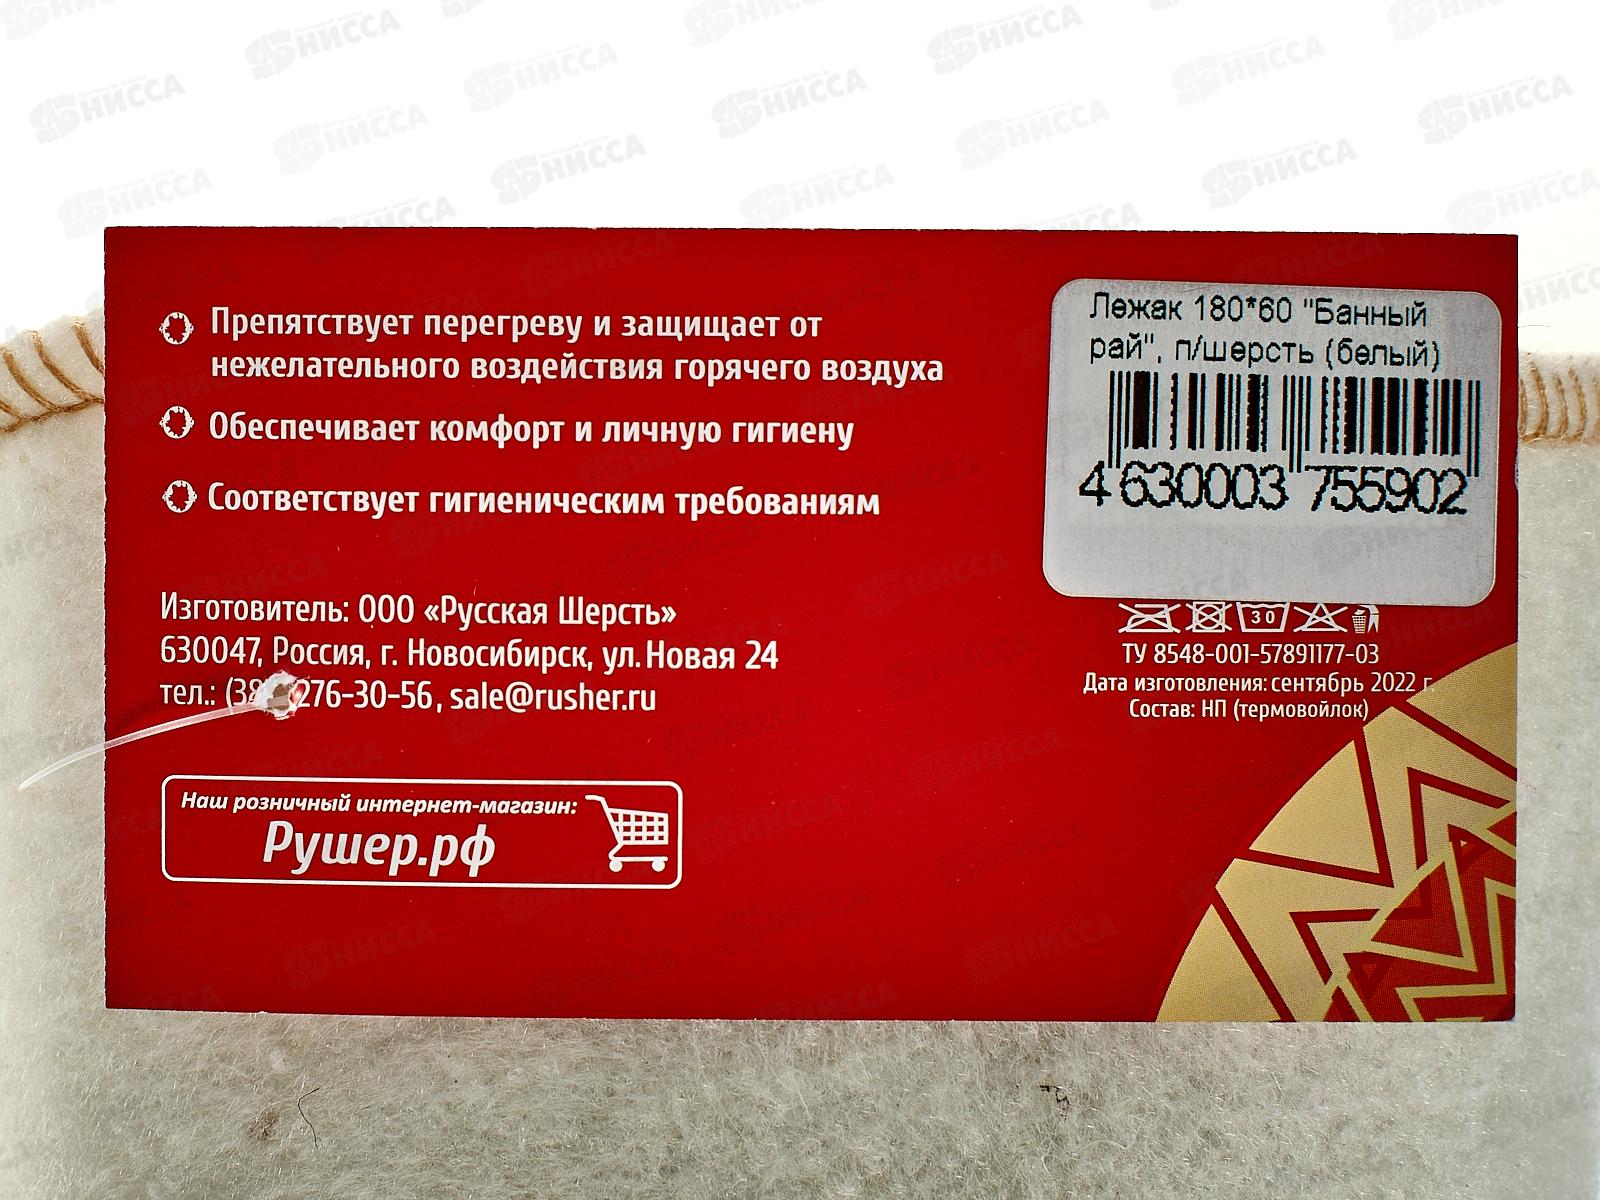 Препятствует перегреву и защищает от
нежелательного воздействия горячего воздуха
Обеспечивает комфорт и личную гигиену
Соответствует гигиеническим требованиям
Изготовитель: ООО «Русская Шерсть»
630047, Россия, г. Новосибирск, ул. Новая 24
тел.: 276-30-56, sale@rusher.ru
Наш розничный интернет-магазин:
Рушер.рф
Лежак 180*60 "Банный
рай", п/шерсть (белый)
4 630003 755902
30
ТУ 8548-001-57891177-03
Дата изготовления: сентябрь 2022 г.
Состав: НП (термовойлок)
НИССА